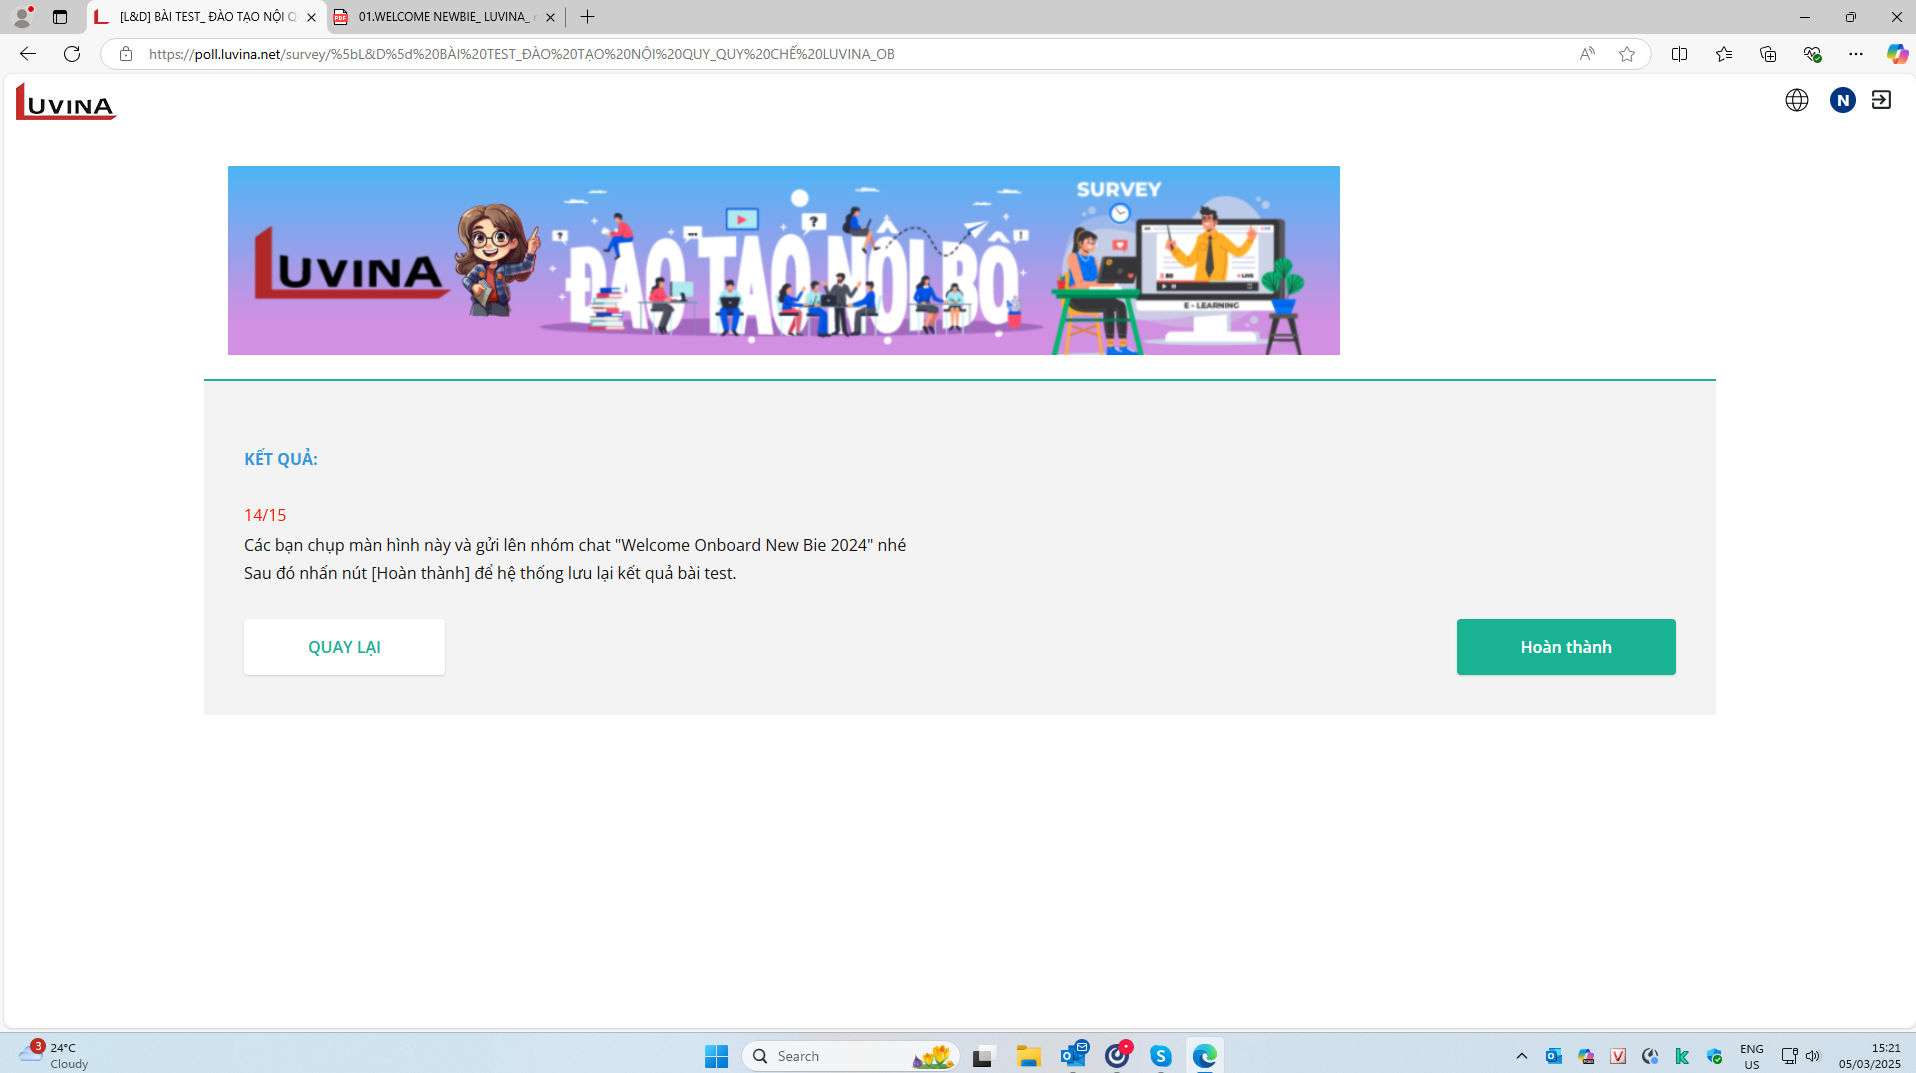 [L&D] BÀI TEST_ ĐÀO TẠO NỘI Q
01.WELCOME NEWBIE_ LUVINA_
https://poll.luvina.net/survey/%5bL&D%5d%20BÀI%20TEST_ĐÀO%20TẠO%20NỘI%20QUY_QUY%20CHẾ%20LUVINA_OB
LUVINA
N
SURVEY
LUVINA
ĐÀO TẠO NỘI BỘ
LIVE
E - LEARNING
KẾT QUẢ:
14/15
Các bạn chụp màn hình này và gửi lên nhóm chat "Welcome Onboard New Bie 2024" nhé
Sau đó nhấn nút [Hoàn thành] để hệ thống lưu lại kết quả bài test.
QUAY LẠI
Hoàn thành
3
24°C
Cloudy
Search
ENG
US
15:21
05/03/2025